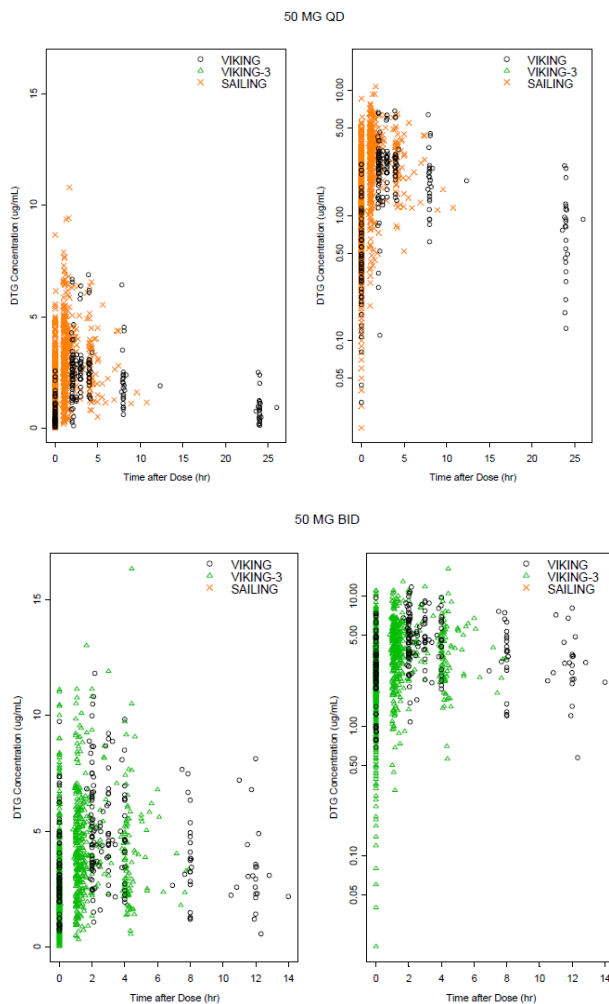 50 MG QD
VIKING
VIKING-3
SAILING
15
10
5
0
DTG Concentration (ug/mL)
0 5 10 15 20 25
Time after Dose (hr)
VIKING
VIKING-3
SAILING
10.00
5.00
1.00
0.50
0.10
0.05
DTG Concentration (ug/mL)
0 5 10 15 20 25
Time after Dose (hr)
50 MG BID
VIKING
VIKING-3
SAILING
15
10
5
0
DTG Concentration (ug/mL)
0 2 4 6 8 10 12 14
Time after Dose (hr)
VIKING
VIKING-3
SAILING
10.00
5.00
1.00
0.50
0.10
0.05
DTG Concentration (ug/mL)
0 2 4 6 8 10 12 14
Time after Dose (hr)